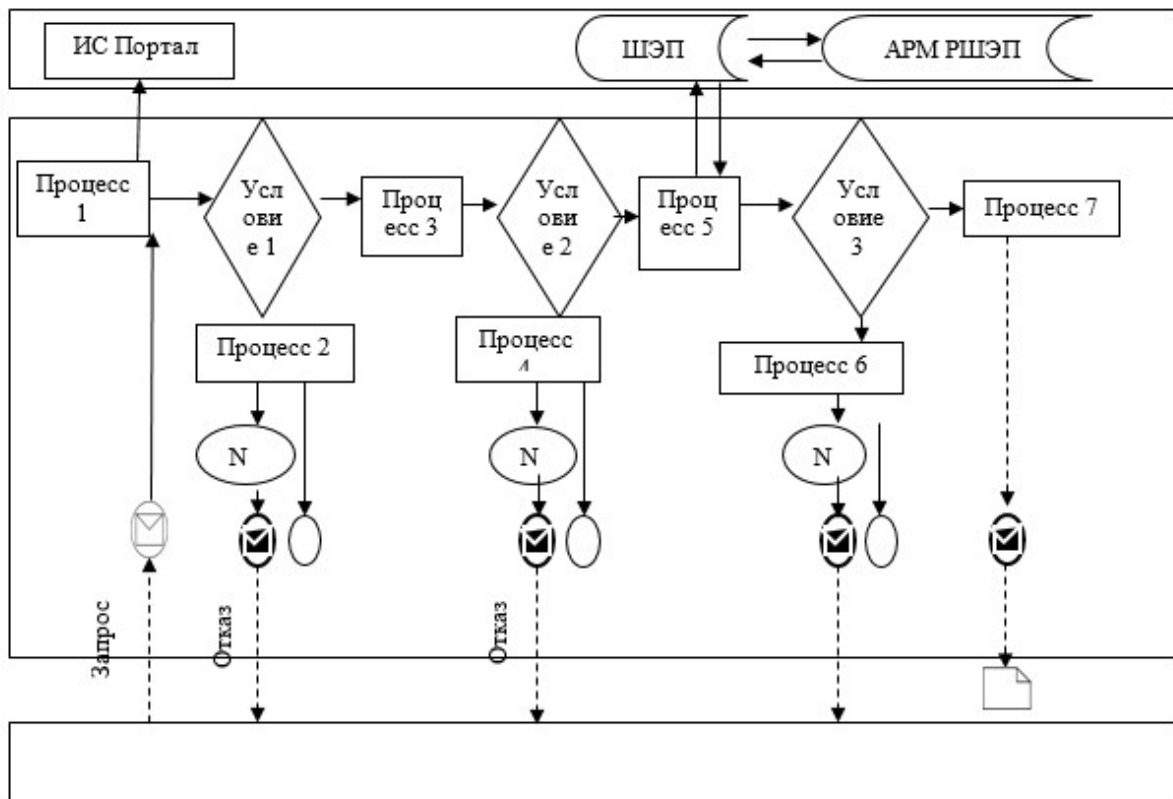 ИС Портал
ШЭП
АРМ РШЭП
Процесс
1
Усл
ови
е 1
Проц
есс 3
Усл
ови
е 2
Проц
есс 5
Усл
овие
3
Процесс 7
Процесс 2
Процесс
Процесс 6
N
N
N
Запрос
Отказ
Отказ